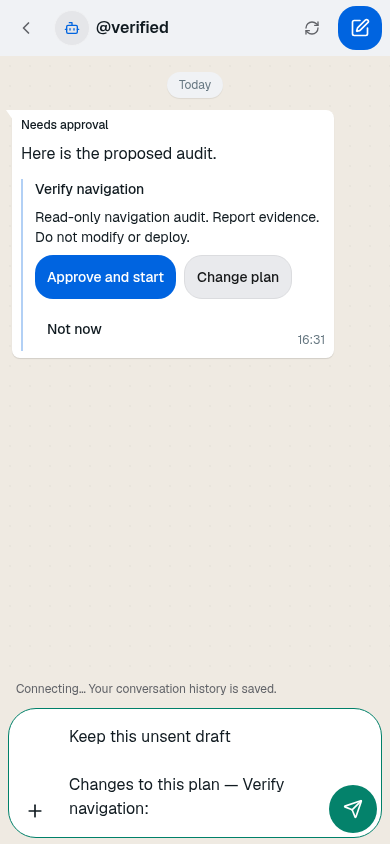 @verified
Today
Needs approval
Here is the proposed audit.
Verify navigation
Read-only navigation audit. Report evidence.
Do not modify or deploy.
Approve and start
Change plan
Not now
16:31
Connecting... Your conversation history is saved.
Keep this unsent draft
Changes to this plan — Verify
navigation: